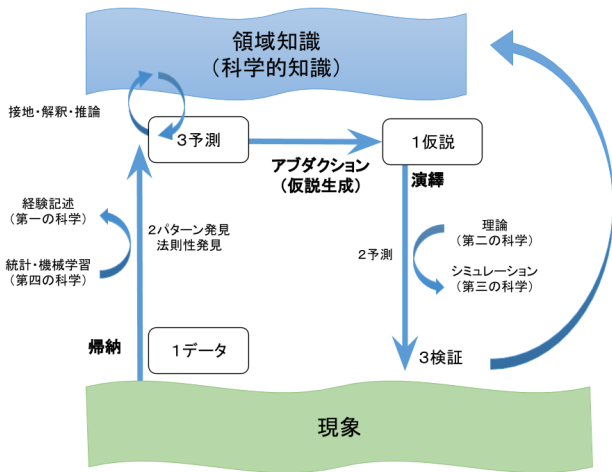 領域知識
（科学的知識）
接地・解釈・推論
３予測
１仮説
アブダクション
（仮説生成）
演繹
経験記述
（第一の科学）
２パターン発見
法則性発見
統計・機械学習
（第四の科学）
理論
（第二の科学）
２予測
シミュレーション
（第三の科学）
帰納
１データ
３検証
現象